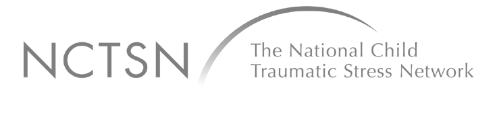 NCTSN
The National Child
Traumatic Stress Network